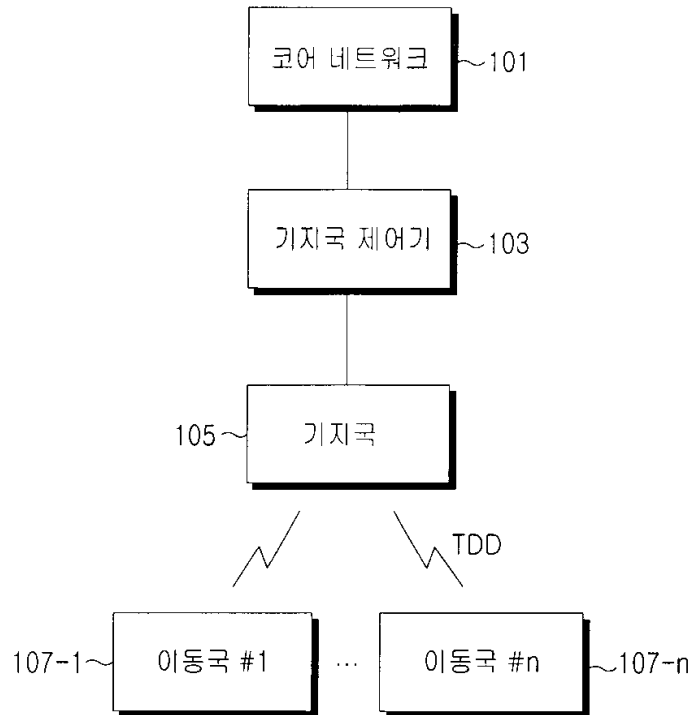 코어 네트워크
101
기지국 제어기
103
105
기지국
TDD
107-1
이동국 #1
...
이동국 #n
107-n